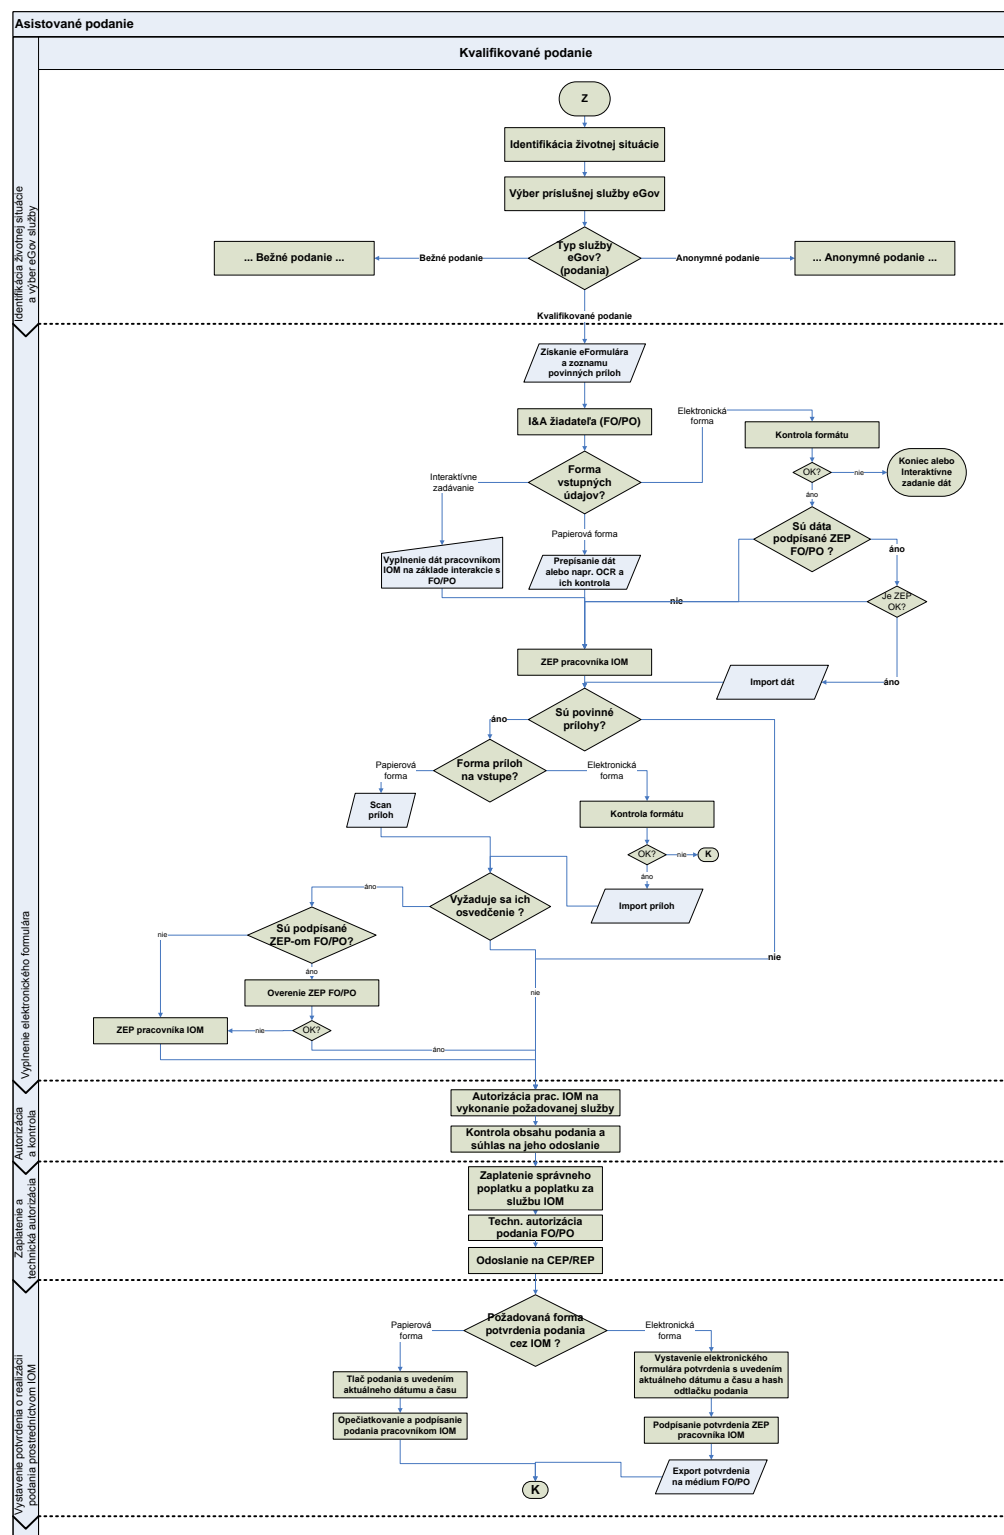 Asistované podanie
Kvalifikované podanie
Identifikácia životnej situácie
a výber eGov služby
Z
Identifikácia životnej situácie
Výber príslušnej služby eGov
Typ služby
eGov?
(podania)
Bežné podanie
... Bežné podanie ...
Anonymné podanie
... Anonymné podanie ...
Kvalifikované podanie
Vyplnenie elektronického formulára
Získanie eFormulára
a zoznamu
povinných príloh
I&A žiadateľa (FO/PO)
Forma
vstupných
údajov?
Elektronická
forma
Kontrola formátu
OK?
nie
Koniec alebo
Interaktívne
zadanie dát
áno
Interaktívne
zadávanie
Papierová forma
Sú dáta
podpísané ZEP
FO/PO ?
áno
Vyplnenie dát pracovníkom
IOM na základe interakcie s
FO/PO
Prepísanie dát
alebo napr. OCR a
ich kontrola
nie
Je ZEP
OK?
ZEP pracovníka IOM
Import dát
áno
Sú povinné
prílohy?
áno
Forma príloh
na vstupe?
Papierová
forma
Elektronická
forma
Scan
príloh
Kontrola formátu
OK?
nie
K
áno
Import príloh
Vyžaduje sa ich
osvedčenie ?
áno
Sú podpísané
ZEP-om FO/PO?
nie
nie
áno
Overenie ZEP FO/PO
nie
ZEP pracovníka IOM
nie
OK?
áno
Autorizácia
a kontrola
Autorizácia prac. IOM na
vykonanie požadovanej služby
Kontrola obsahu podania a
súhlas na jeho odoslanie
Zaplatenie a
technická autorizácia
Zaplatenie správneho
poplatku a poplatku za
službu IOM
Techn. autorizácia
podania FO/PO
Odoslanie na CEP/REP
Vystavenie potvrdenia o realizácii
podania prostredníctvom IOM
Požadovaná forma
potvrdenia podania
cez IOM ?
Papierová
forma
Elektronická
forma
Tlač podania s uvedením
aktuálneho dátumu a času
Vystavenie elektronického
formulára potvrdenia s uvedením
aktuálneho dátumu a času a hash
odtlačku podania
Opečiatkovanie a podpísanie
podania pracovníkom IOM
Podpísanie potvrdenia ZEP
pracovníka IOM
Export potvrdenia
na médium FO/PO
K